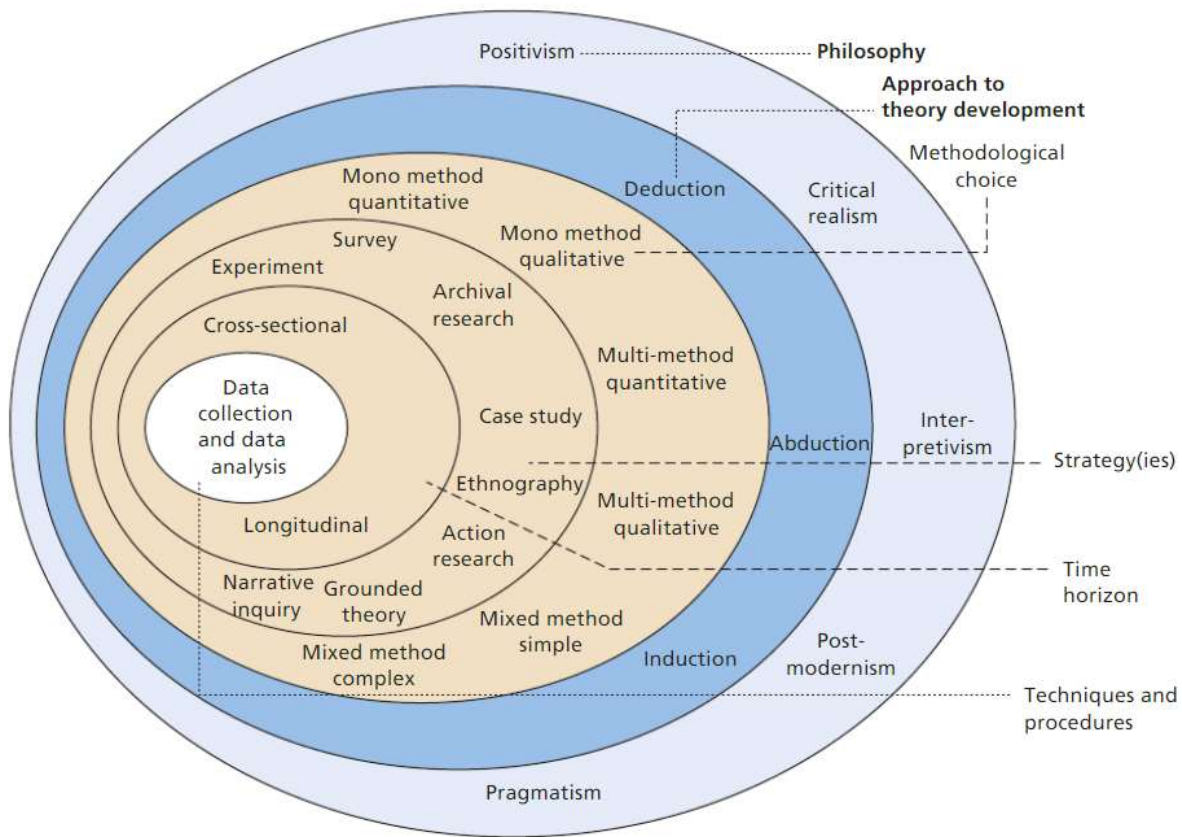 Positivism
Philosophy
Approach to
theory development
Methodological
choice
Mono method
quantitative
Deduction
Critical
realism
Survey
Mono method
qualitative
Experiment
Archival
research
Cross-sectional
Multi-method
quantitative
Data
collection
and data
analysis
Case study
Abduction
Inter-
pretivism
Strategy(ies)
Ethnography
Multi-method
qualitative
Longitudinal
Action
research
Time
horizon
Narrative
inquiry
Grounded
theory
Mixed method
simple
Mixed method
complex
Induction
Post-
modernism
Techniques and
procedures
Pragmatism